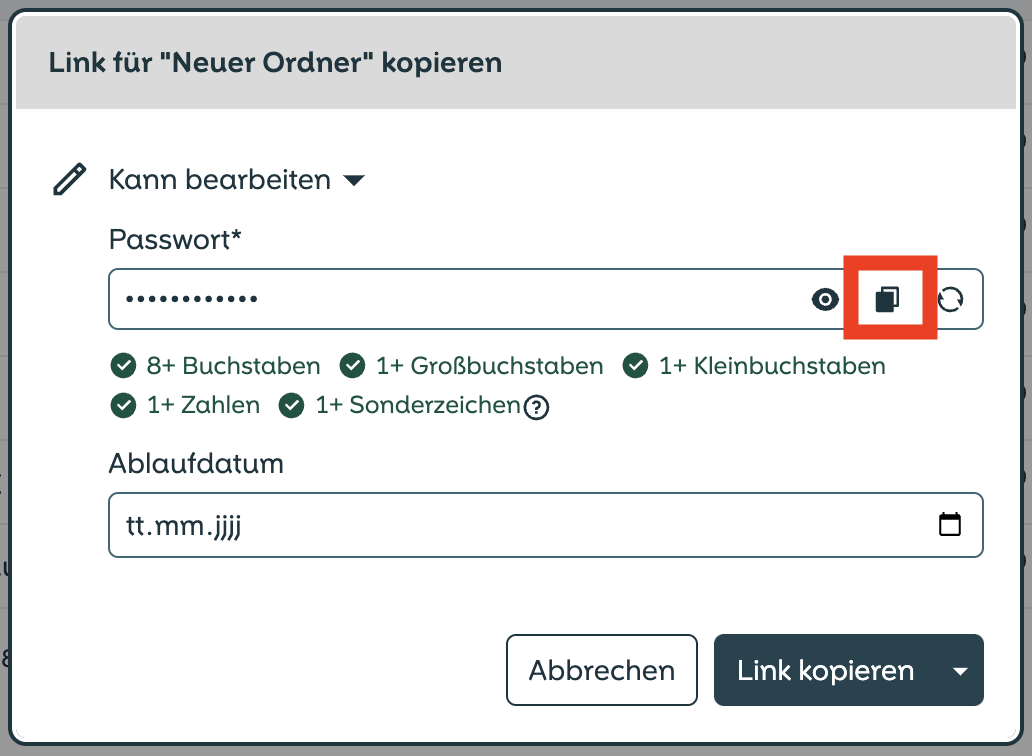 Link für "Neuer Ordner" kopieren
Kann bearbeiten
Passwort*
••••••••••••
8+ Buchstaben 1+ Großbuchstaben 1+ Kleinbuchstaben
1+ Zahlen 1+ Sonderzeichen ?
Ablaufdatum
tt.mm.jjjj
Abbrechen Link kopieren